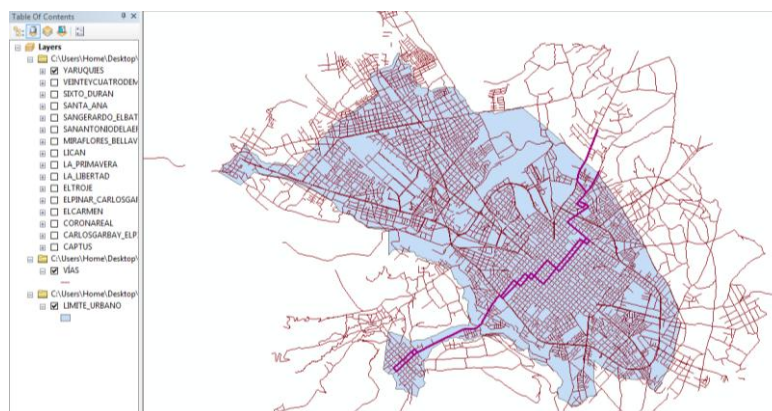 Table Of Contents
Layers
C:\Users\Home\Desktop\
YARUQUIES
VEINTEYCUATRODEM
SIXTO_DURAN
SANTA_ANA
SANGERARDO_ELBAT
SANANTONIODELAEI
MIRAFLORES_BELLAV
LICAN
LA_PRIMAVERA
LA_LIBERTAD
ELTROJE
ELPINAR_CARLOSGAI
ELCARMEN
CORONAREAL
CARLOSGARBAY_ELP
CAPTUS
C:\Users\Home\Desktop\
VÍAS
C:\Users\Home\Desktop\
LIMITE_URBANO